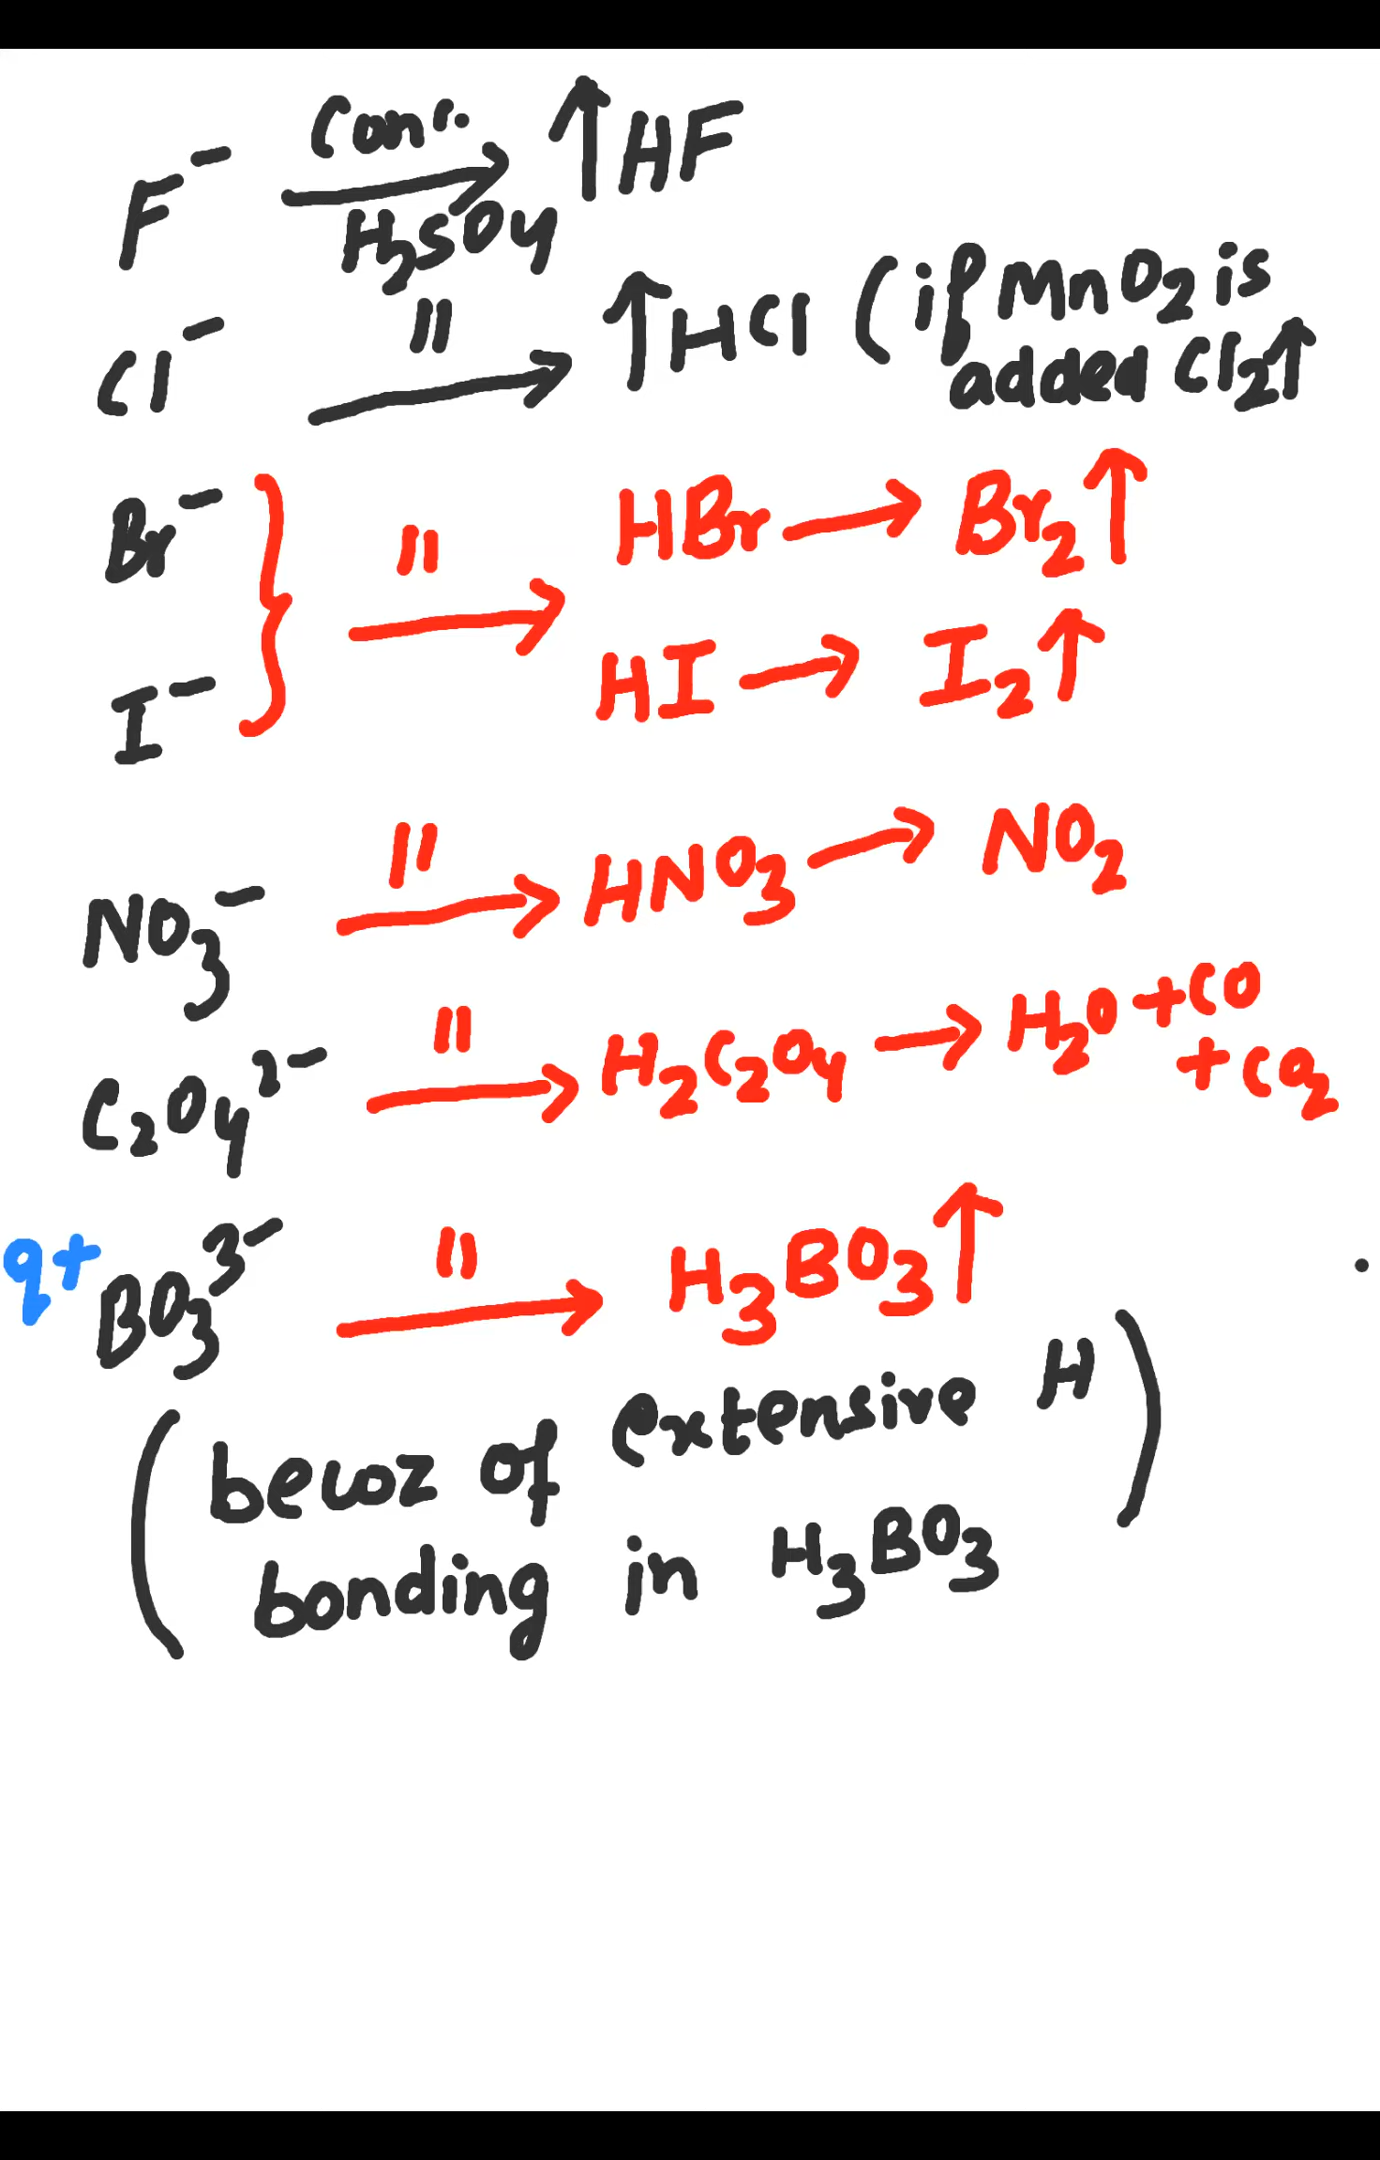 F⁻ Conc. H2SO4 → ↑HF
Cl⁻ " → ↑HCl (if MnO2 is
added Cl2↑
Br⁻ } " → HBr → Br2↑
I⁻ HI → I2↑
NO3⁻ " → HNO3 → NO2
C2O4²⁻ " → H2C2O4 → H2O + CO
+ CO2
q+ BO3³⁻ " → H3BO3↑
(becoz of extensive H
bonding in H3BO3)